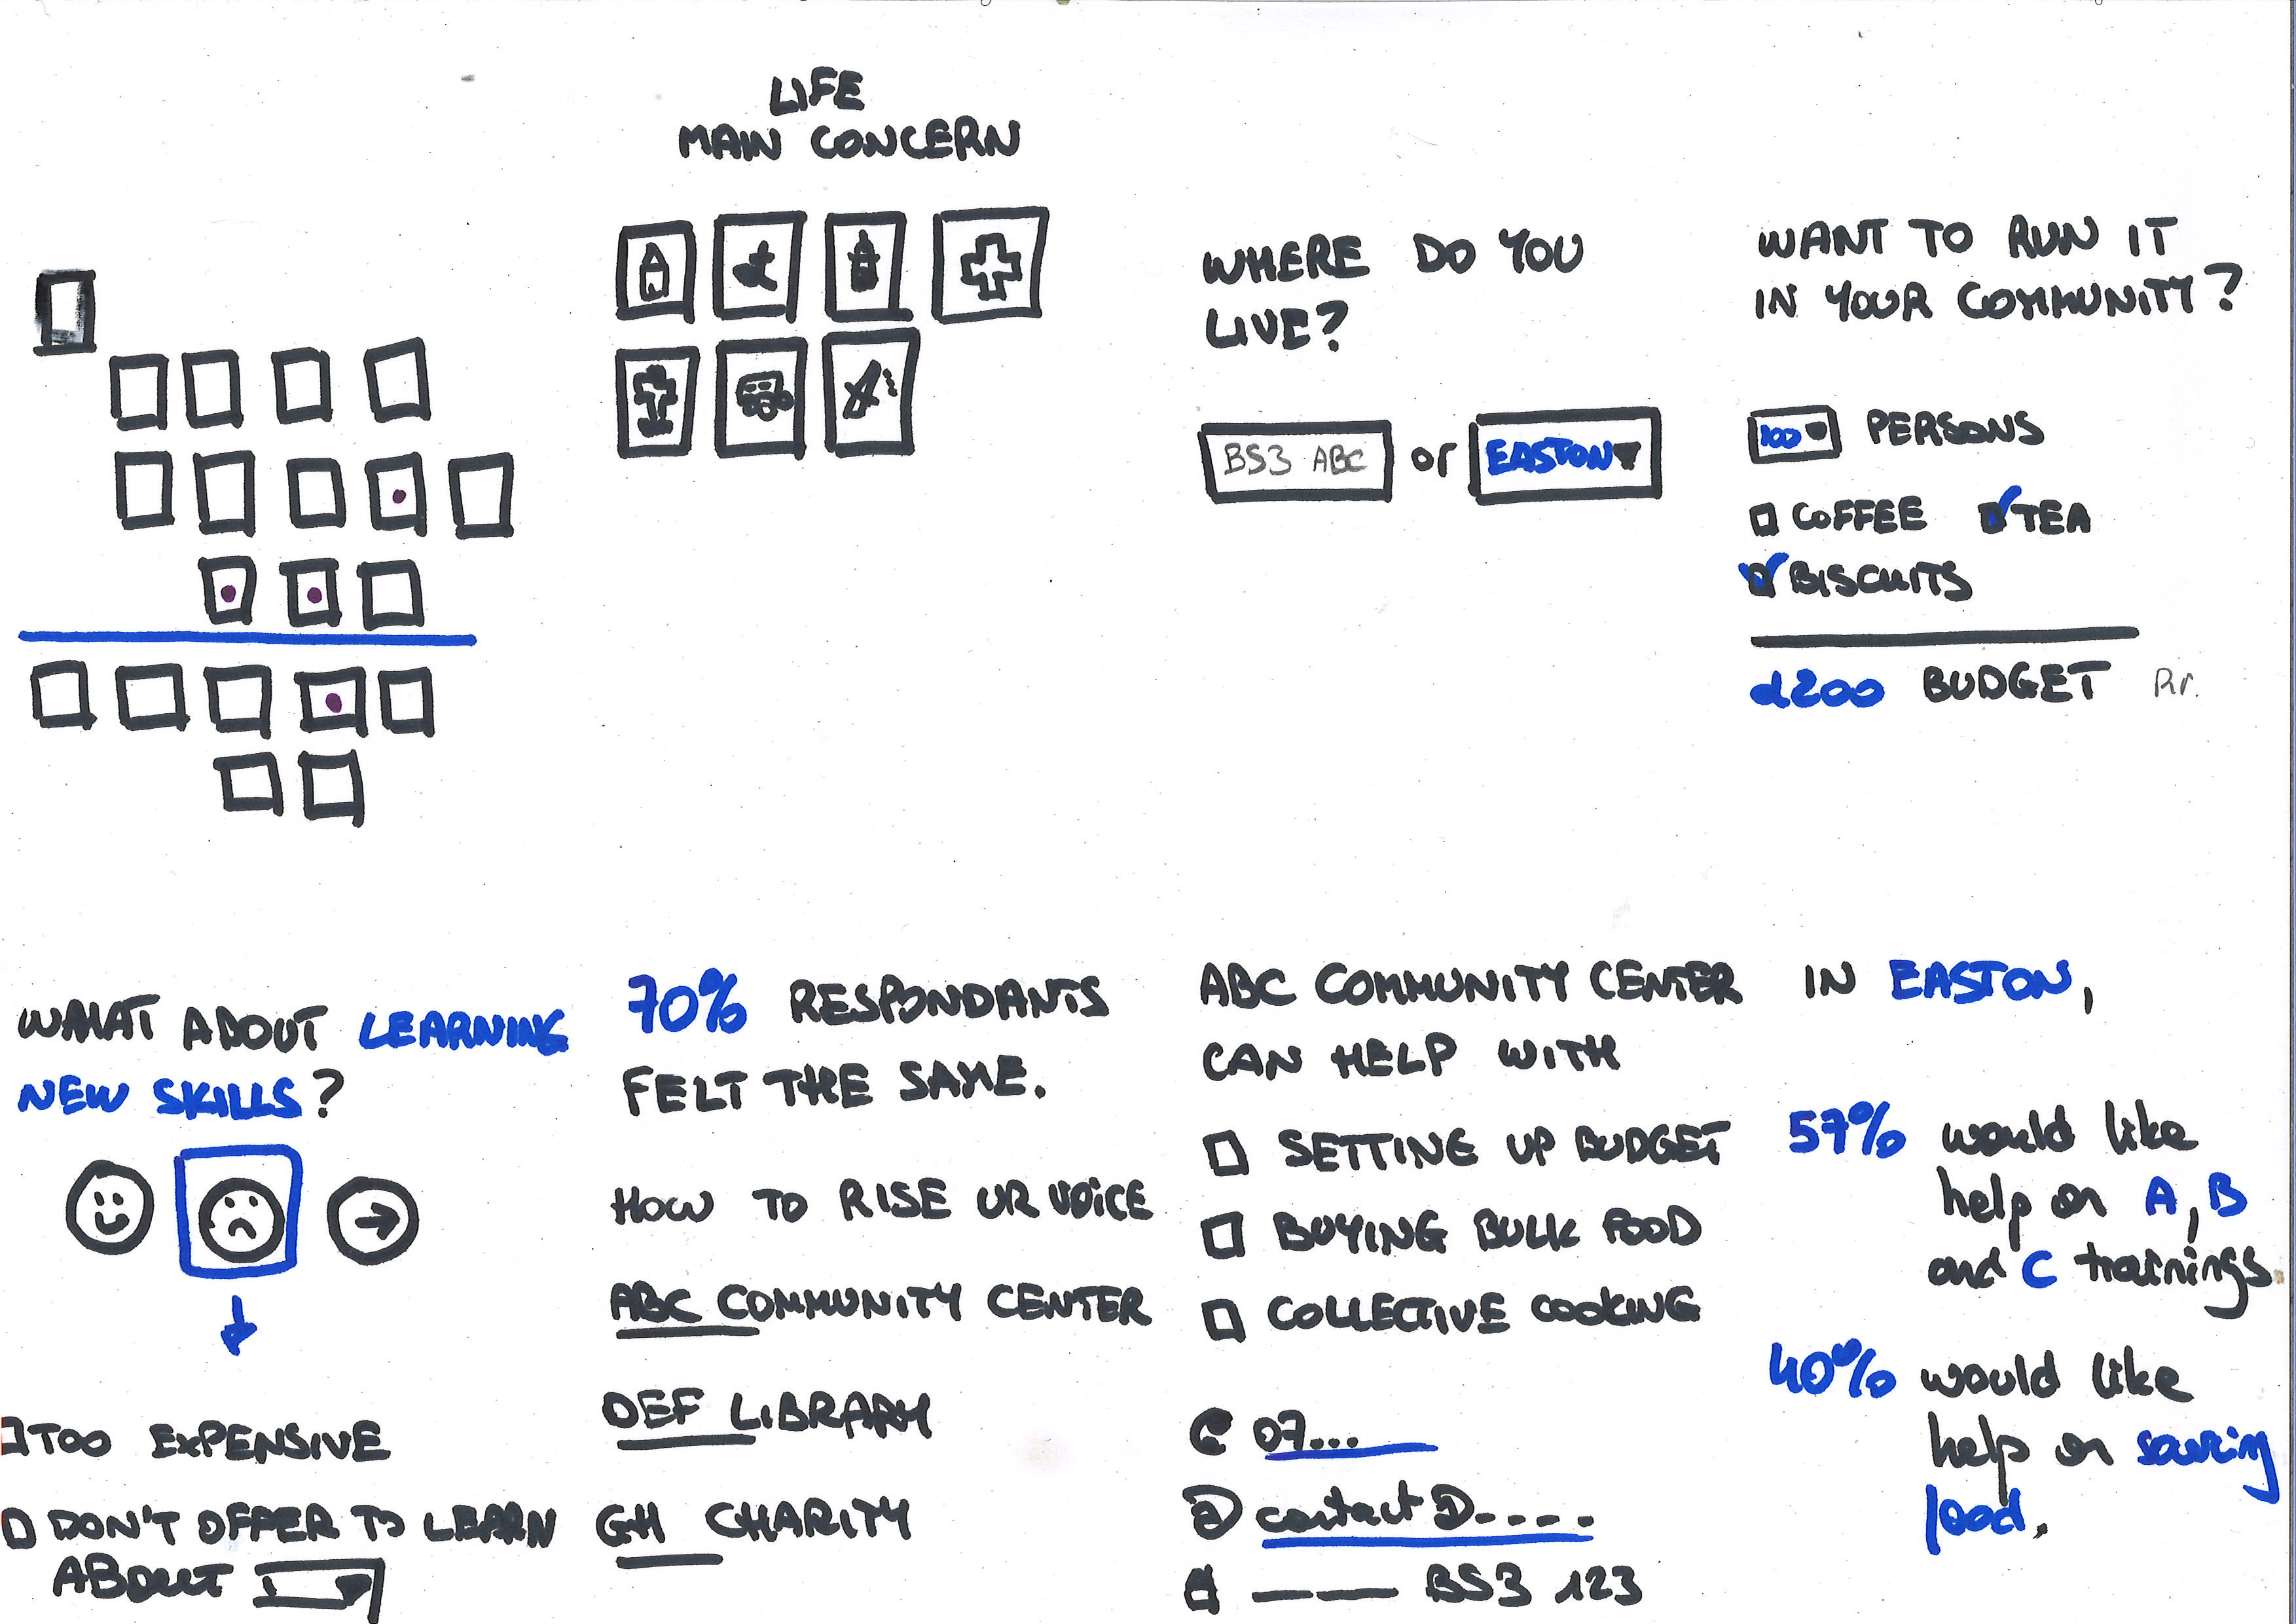 LIFE
MAIN CONCERN
WHERE DO YOU
LIVE?
BS3 ABC or EASTON
WANT TO RUN IT
IN YOUR COMMUNITY?
100 PERSONS
COFFEE TEA
BISCUITS
£200 BUDGET
WHAT ABOUT LEARNING
NEW SKILLS?
TOO EXPENSIVE
DON'T OFFER TO LEARN
ABOUT
70% RESPONDANTS
FELT THE SAME.
HOW TO RISE UR VOICE
ABC COMMUNITY CENTER
DEF LIBRARY
GH CHARITY
ABC COMMUNITY CENTER
CAN HELP WITH
SETTING UP BUDGET
BUYING BULK FOOD
COLLECTIVE COOKING
07...
@ contact@.....
BS3 123
IN EASTON,
57% would like
help on A, B
and C trainings
40% would like
help on
food.